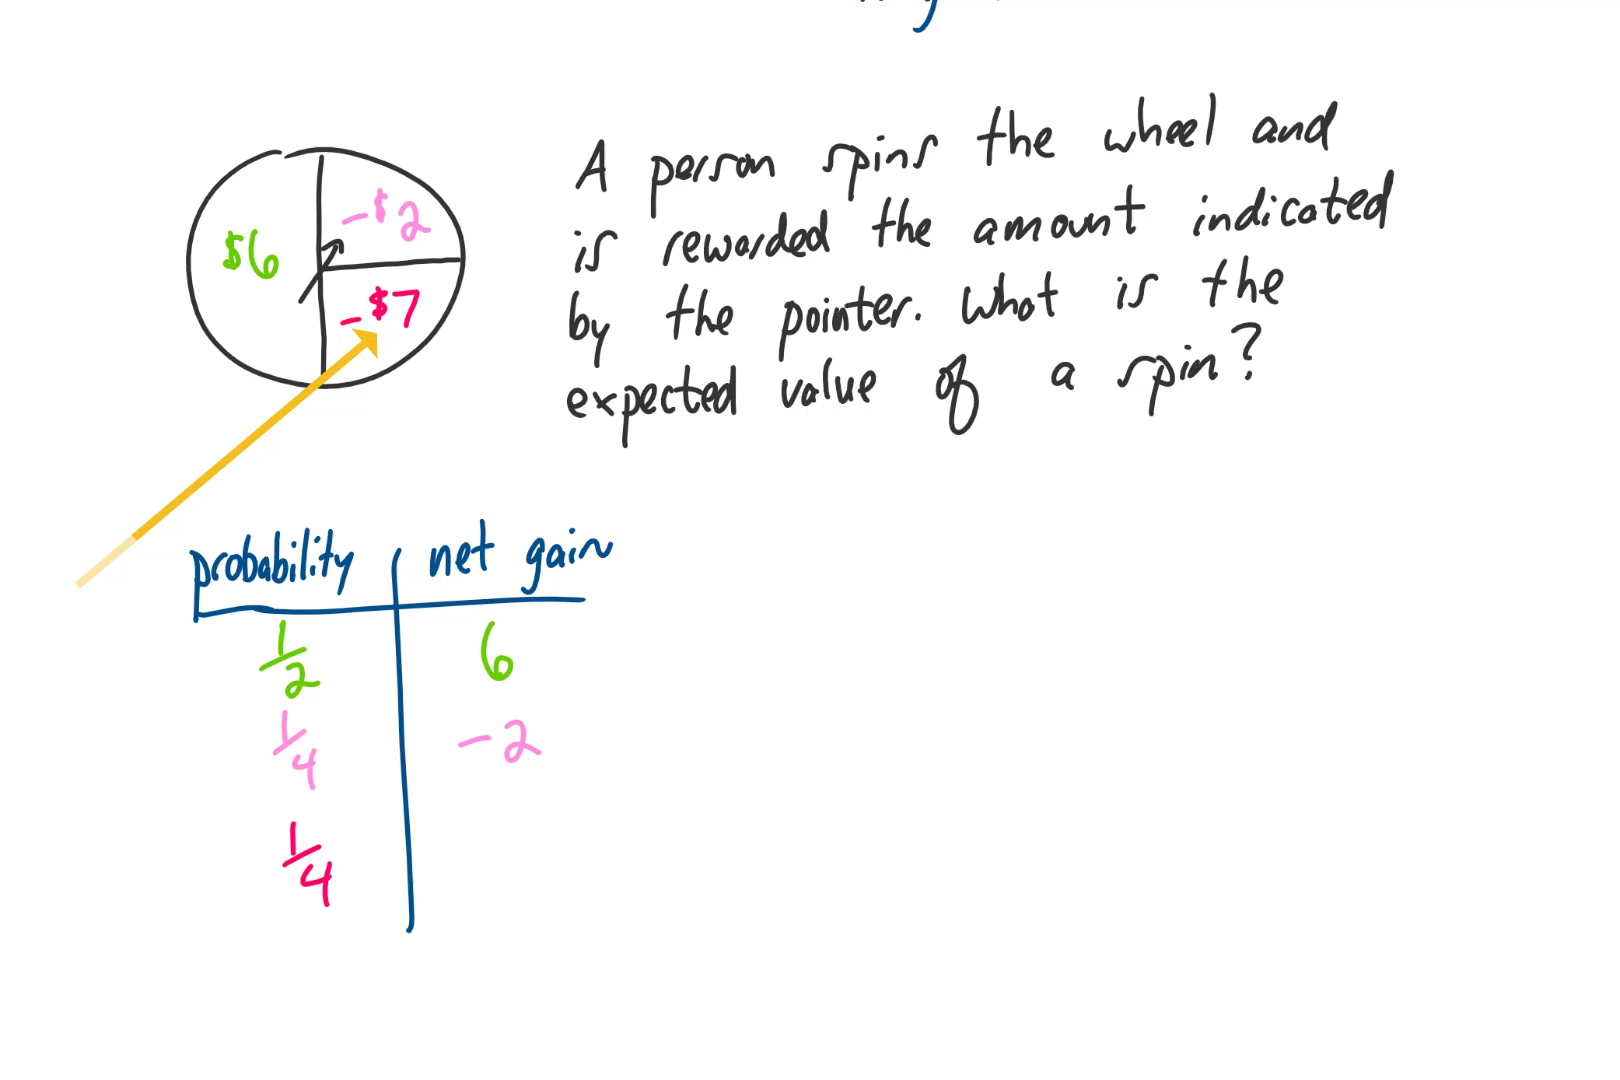 A person spins the wheel and
is rewarded the amount indicated
by the pointer. What is the
expected value of a spin?
$6
-$2
-$7
probability net gain
1/2 6
1/4 -2
1/4